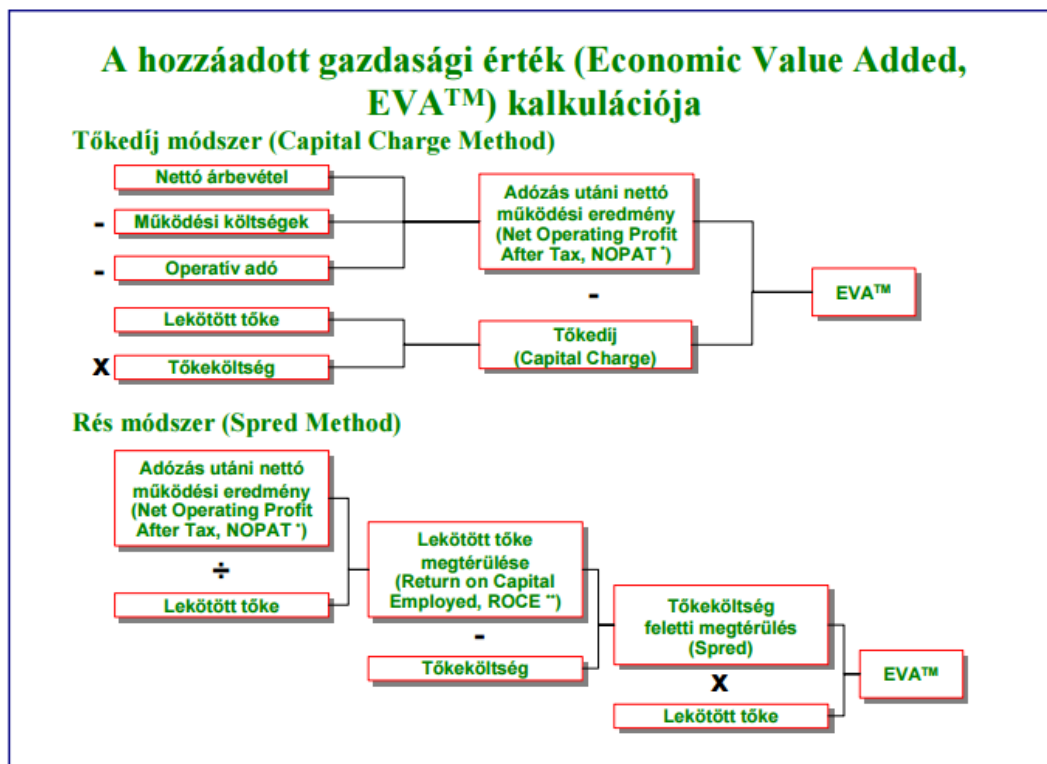 A hozzáadott gazdasági érték (Economic Value Added,
EVA™) kalkulációja
Tőkedíj módszer (Capital Charge Method)
Nettó árbevétel
- Működési költségek
- Operatív adó
Adózás utáni nettó
működési eredmény
(Net Operating Profit
After Tax, NOPAT *)
-
Lekötött tőke
x Tőkeköltség
Tőkedíj
(Capital Charge)
EVA™
Rés módszer (Spred Method)
Adózás utáni nettó
működési eredmény
(Net Operating Profit
After Tax, NOPAT *)
÷
Lekötött tőke
Lekötött tőke
megtérülése
(Return on Capital
Employed, ROCE **)
-
Tőkeköltség
Tőkeköltség
feletti megtérülés
(Spred)
x
Lekötött tőke
EVA™